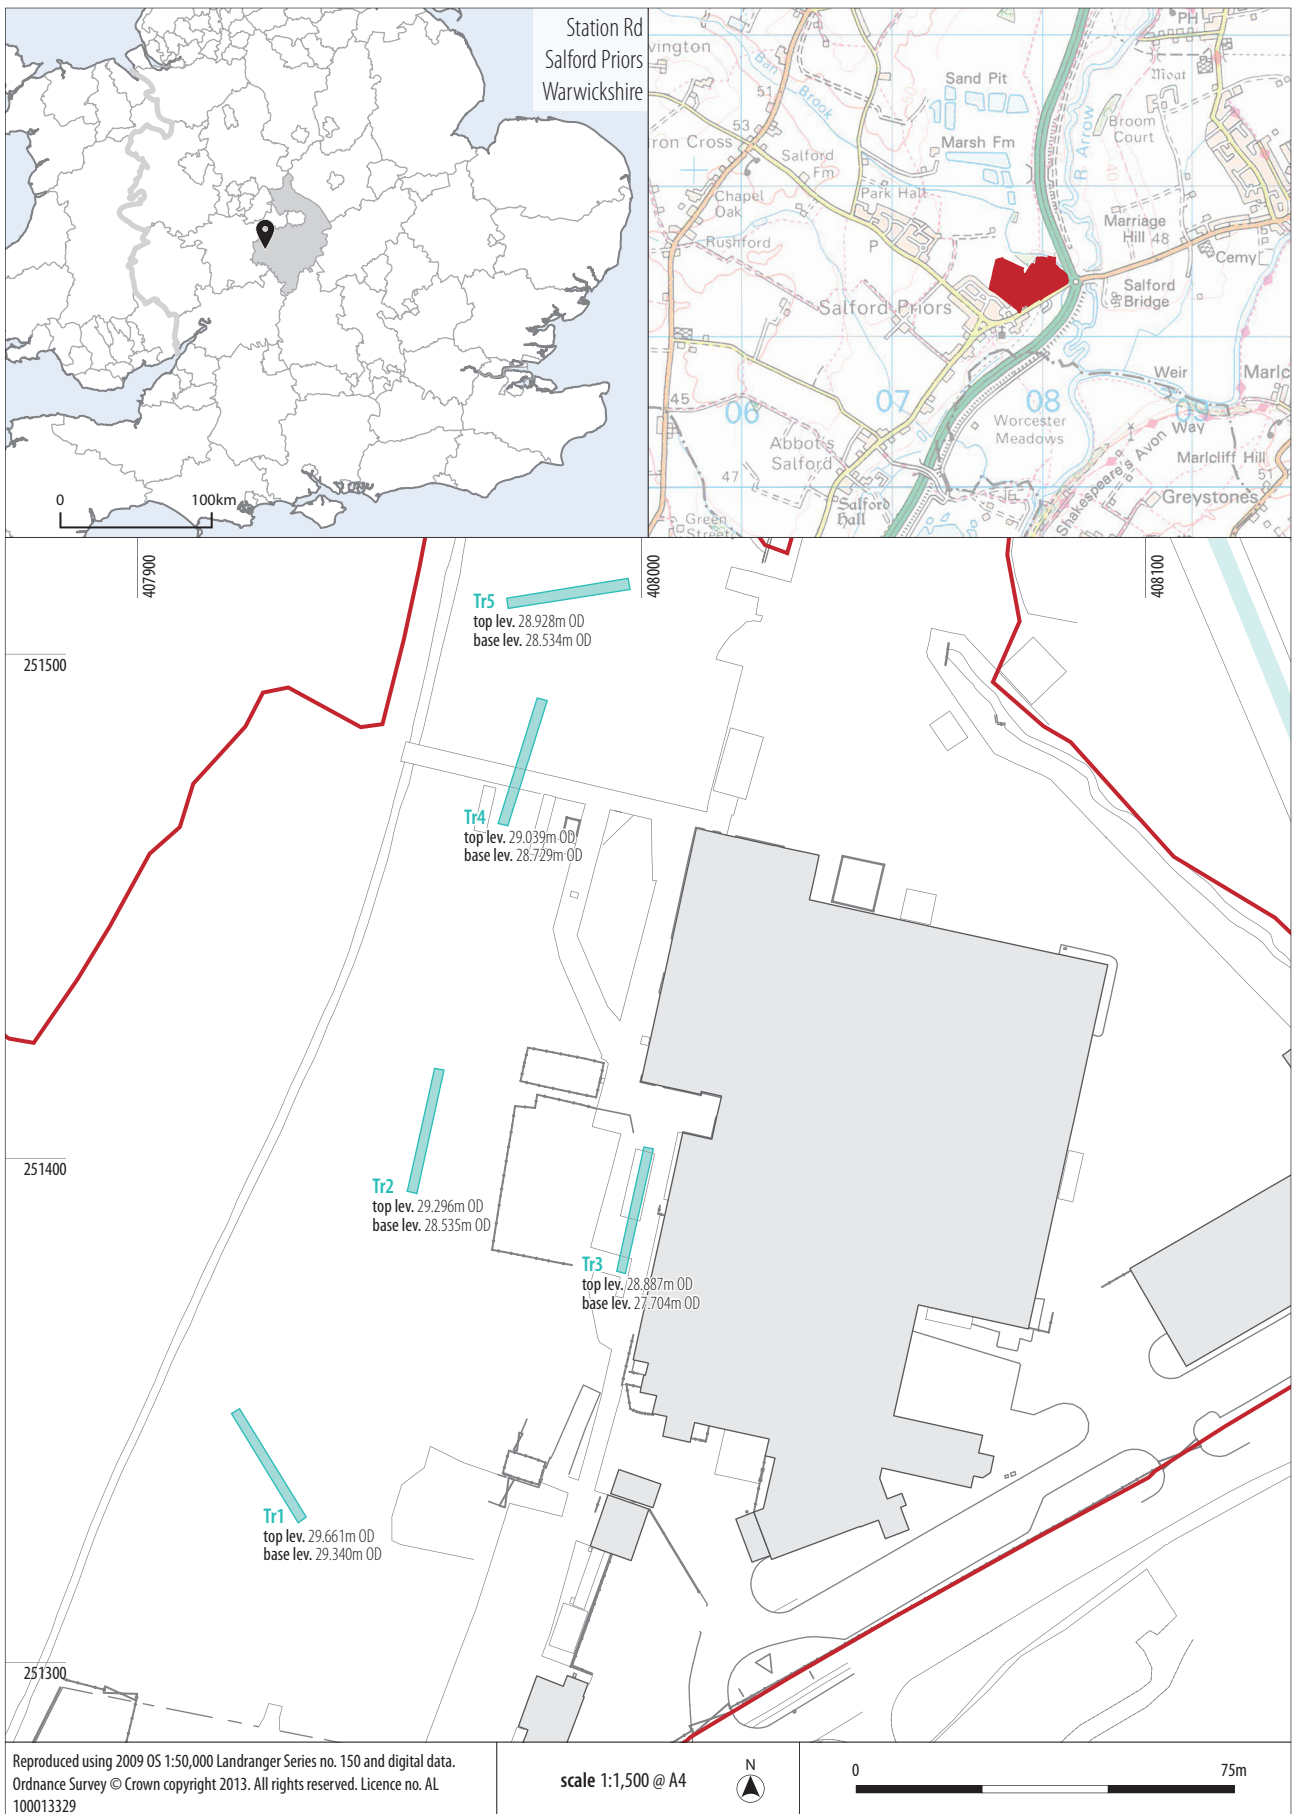 Station Rd
Salford Priors
Warwickshire
0
100km
vington
Ban
Brook
51
53
Iron Cross
Salford
Fm
Chapel
Oak
Park Hall
Rushford
P
Salford Priors
Sand Pit
Marsh Fm
R Arrow
PH
Moat
Broom
Court
40
Marriage
Hill 48
Cemy
Salford
Bridge
Weir
Marlc
45
06
07
08
09
Worcester
Meadows
Abbot's
Salford
47
Salford
Hall
Green
Street
Shakespeare's Avon Way
Marlcliff Hill
51
Greystones
407900
408000
408100
251500
251400
251300
Tr5
top lev. 28.928m OD
base lev. 28.534m OD
Tr4
top lev. 29.039m OD
base lev. 28.729m OD
Tr2
top lev. 29.296m OD
base lev. 28.535m OD
Tr3
top lev. 28.887m OD
base lev. 27.704m OD
Tr1
top lev. 29.661m OD
base lev. 29.340m OD
Reproduced using 2009 OS 1:50,000 Landranger Series no. 150 and digital data.
Ordnance Survey © Crown copyright 2013. All rights reserved. Licence no. AL
100013329
scale 1:1,500 @ A4
N
0
75m